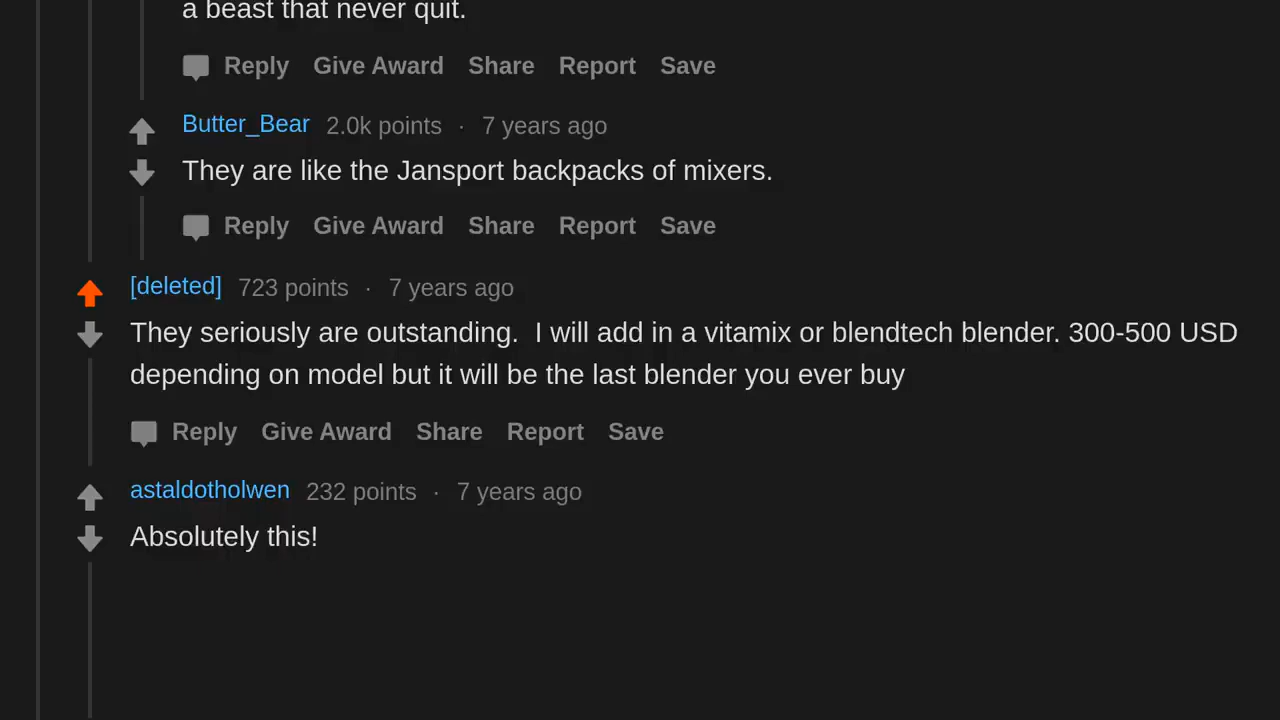 a beast that never quit.
Reply Give Award Share Report Save
Butter_Bear 2.0k points · 7 years ago
They are like the Jansport backpacks of mixers.
Reply Give Award Share Report Save
[deleted] 723 points · 7 years ago
They seriously are outstanding.  I will add in a vitamix or blendtech blender. 300-500 USD
depending on model but it will be the last blender you ever buy
Reply Give Award Share Report Save
astaldotholwen 232 points · 7 years ago
Absolutely this!